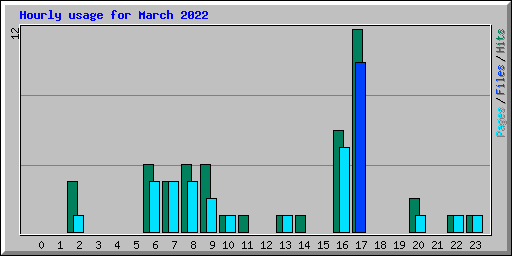 Hourly usage for March 2022
12
Pages/Files/Hits
0 1 2 3 4 5 6 7 8 9 10 11 12 13 14 15 16 17 18 19 20 21 22 23